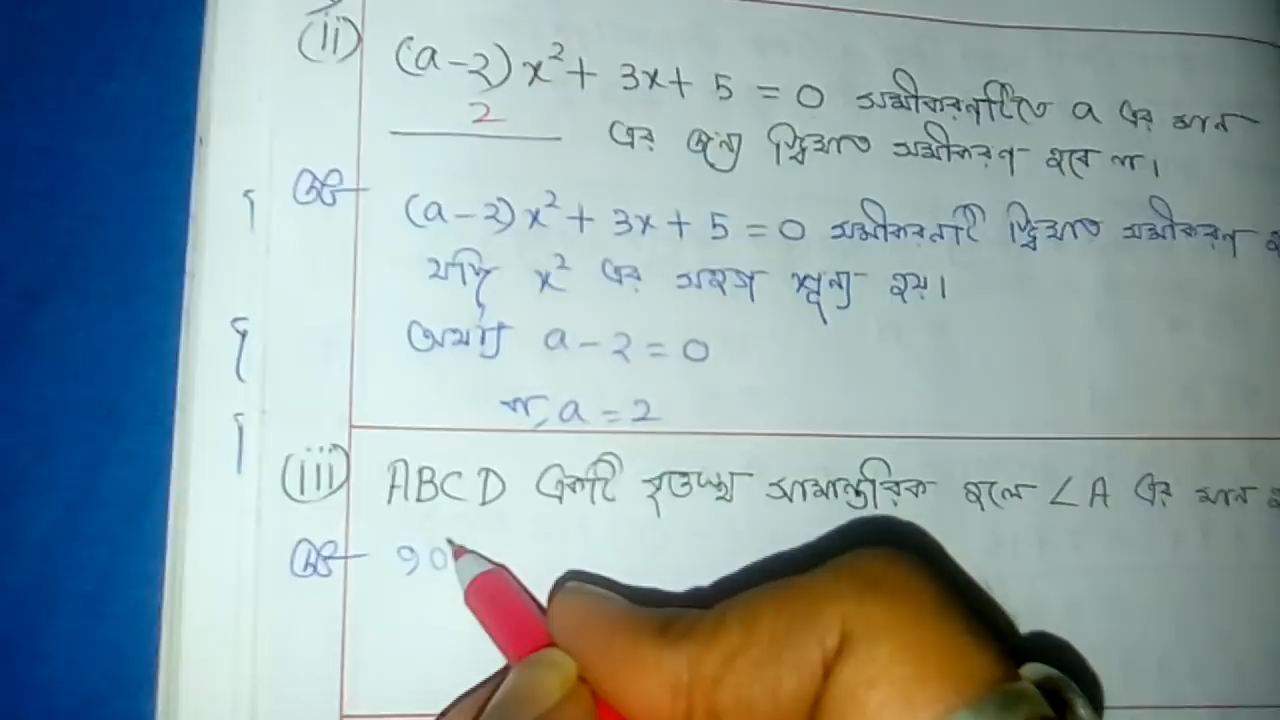 (ii) (a-2)x² + 3x + 5 = 0 সমীকরণটিতে a এর মান
2 এর জন্য দ্বিঘাত সমীকরণ হবে না।
(a-2)x² + 3x + 5 = 0 সমীকরণটি দ্বিঘাত সমীকরণ
যদি x² এর সহগ শূন্য হয়।
অর্থাৎ a - 2 = 0
বা, a = 2
(iii) ABCD একটি বৃত্তস্থ সামান্তরিক হলে ∠A এর মান
90